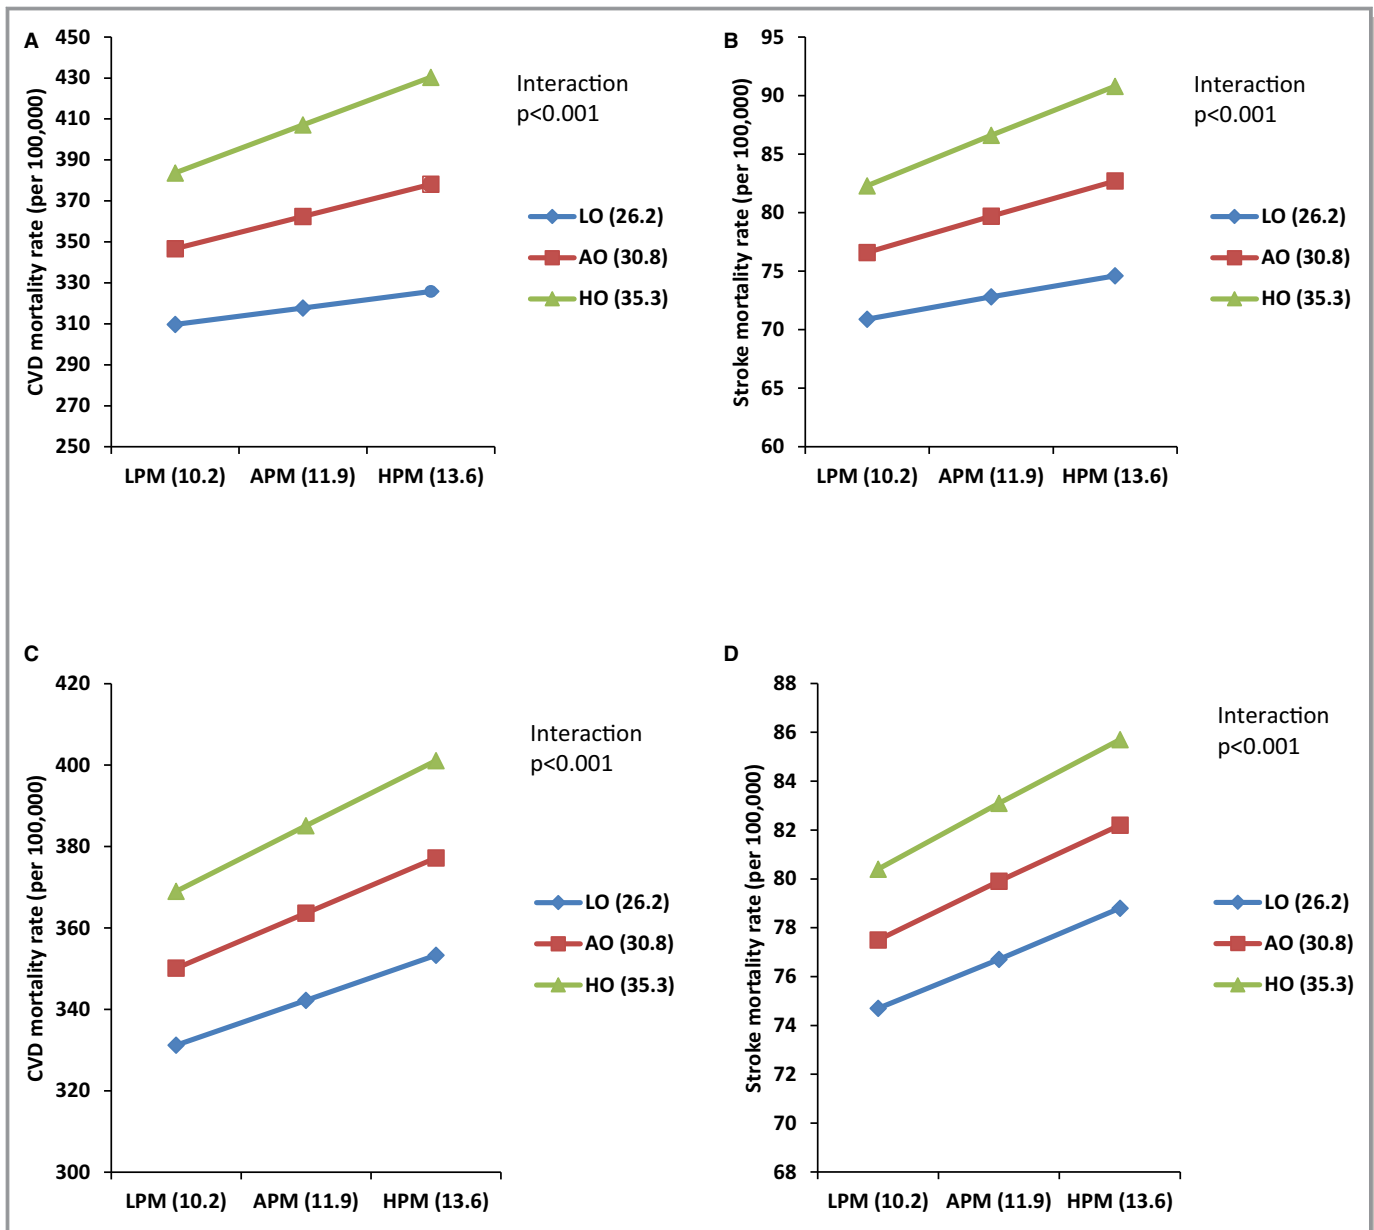 A
CVD mortality rate (per 100,000)
450
430
410
390
370
350
330
310
290
270
250
LPM (10.2) APM (11.9) HPM (13.6)
Interaction
p<0.001
LO (26.2)
AO (30.8)
HO (35.3)
B
Stroke mortality rate (per 100,000)
95
90
85
80
75
70
65
60
LPM (10.2) APM (11.9) HPM (13.6)
Interaction
p<0.001
LO (26.2)
AO (30.8)
HO (35.3)
C
CVD mortality rate (per 100,000)
420
400
380
360
340
320
300
LPM (10.2) APM (11.9) HPM (13.6)
Interaction
p<0.001
LO (26.2)
AO (30.8)
HO (35.3)
D
Stroke mortality rate (per 100,000)
88
86
84
82
80
78
76
74
72
70
68
LPM (10.2) APM (11.9) HPM (13.6)
Interaction
p<0.001
LO (26.2)
AO (30.8)
HO (35.3)